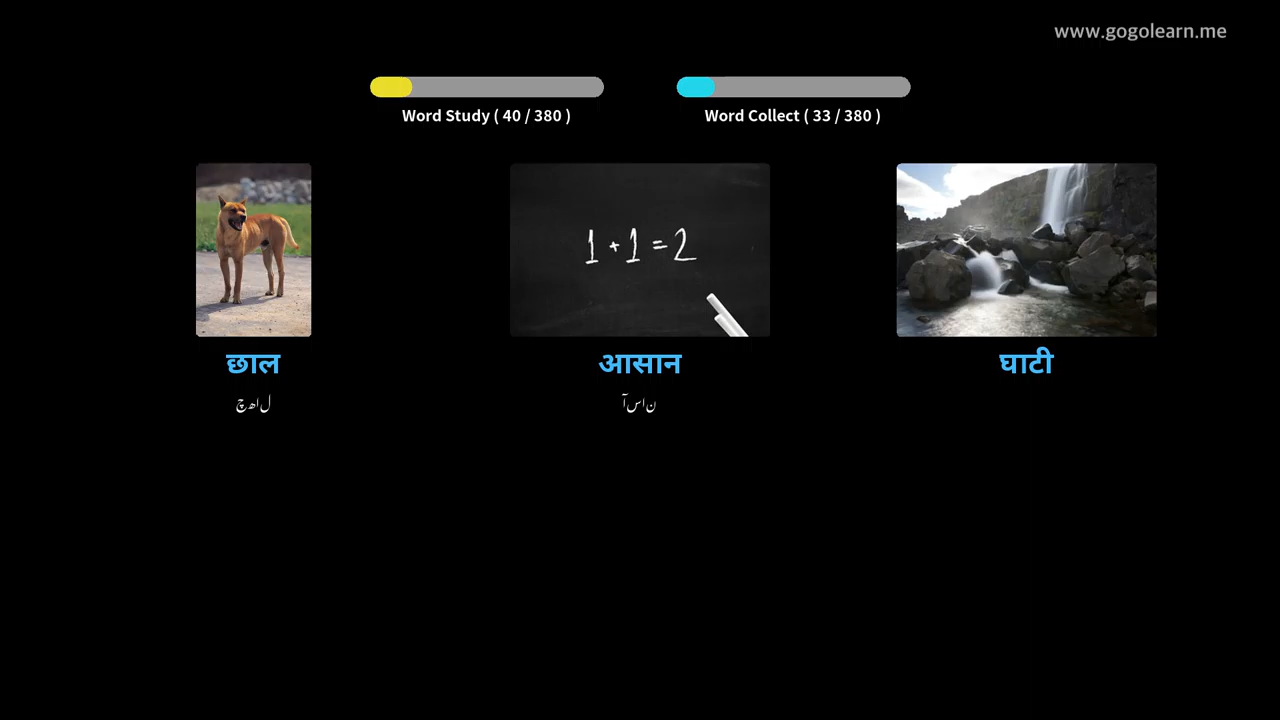 www.gogolearn.me
Word Study ( 40 / 380 )
Word Collect ( 33 / 380 )
1 + 1 = 2
छाल
आसान
घाटी
چھال
آسان